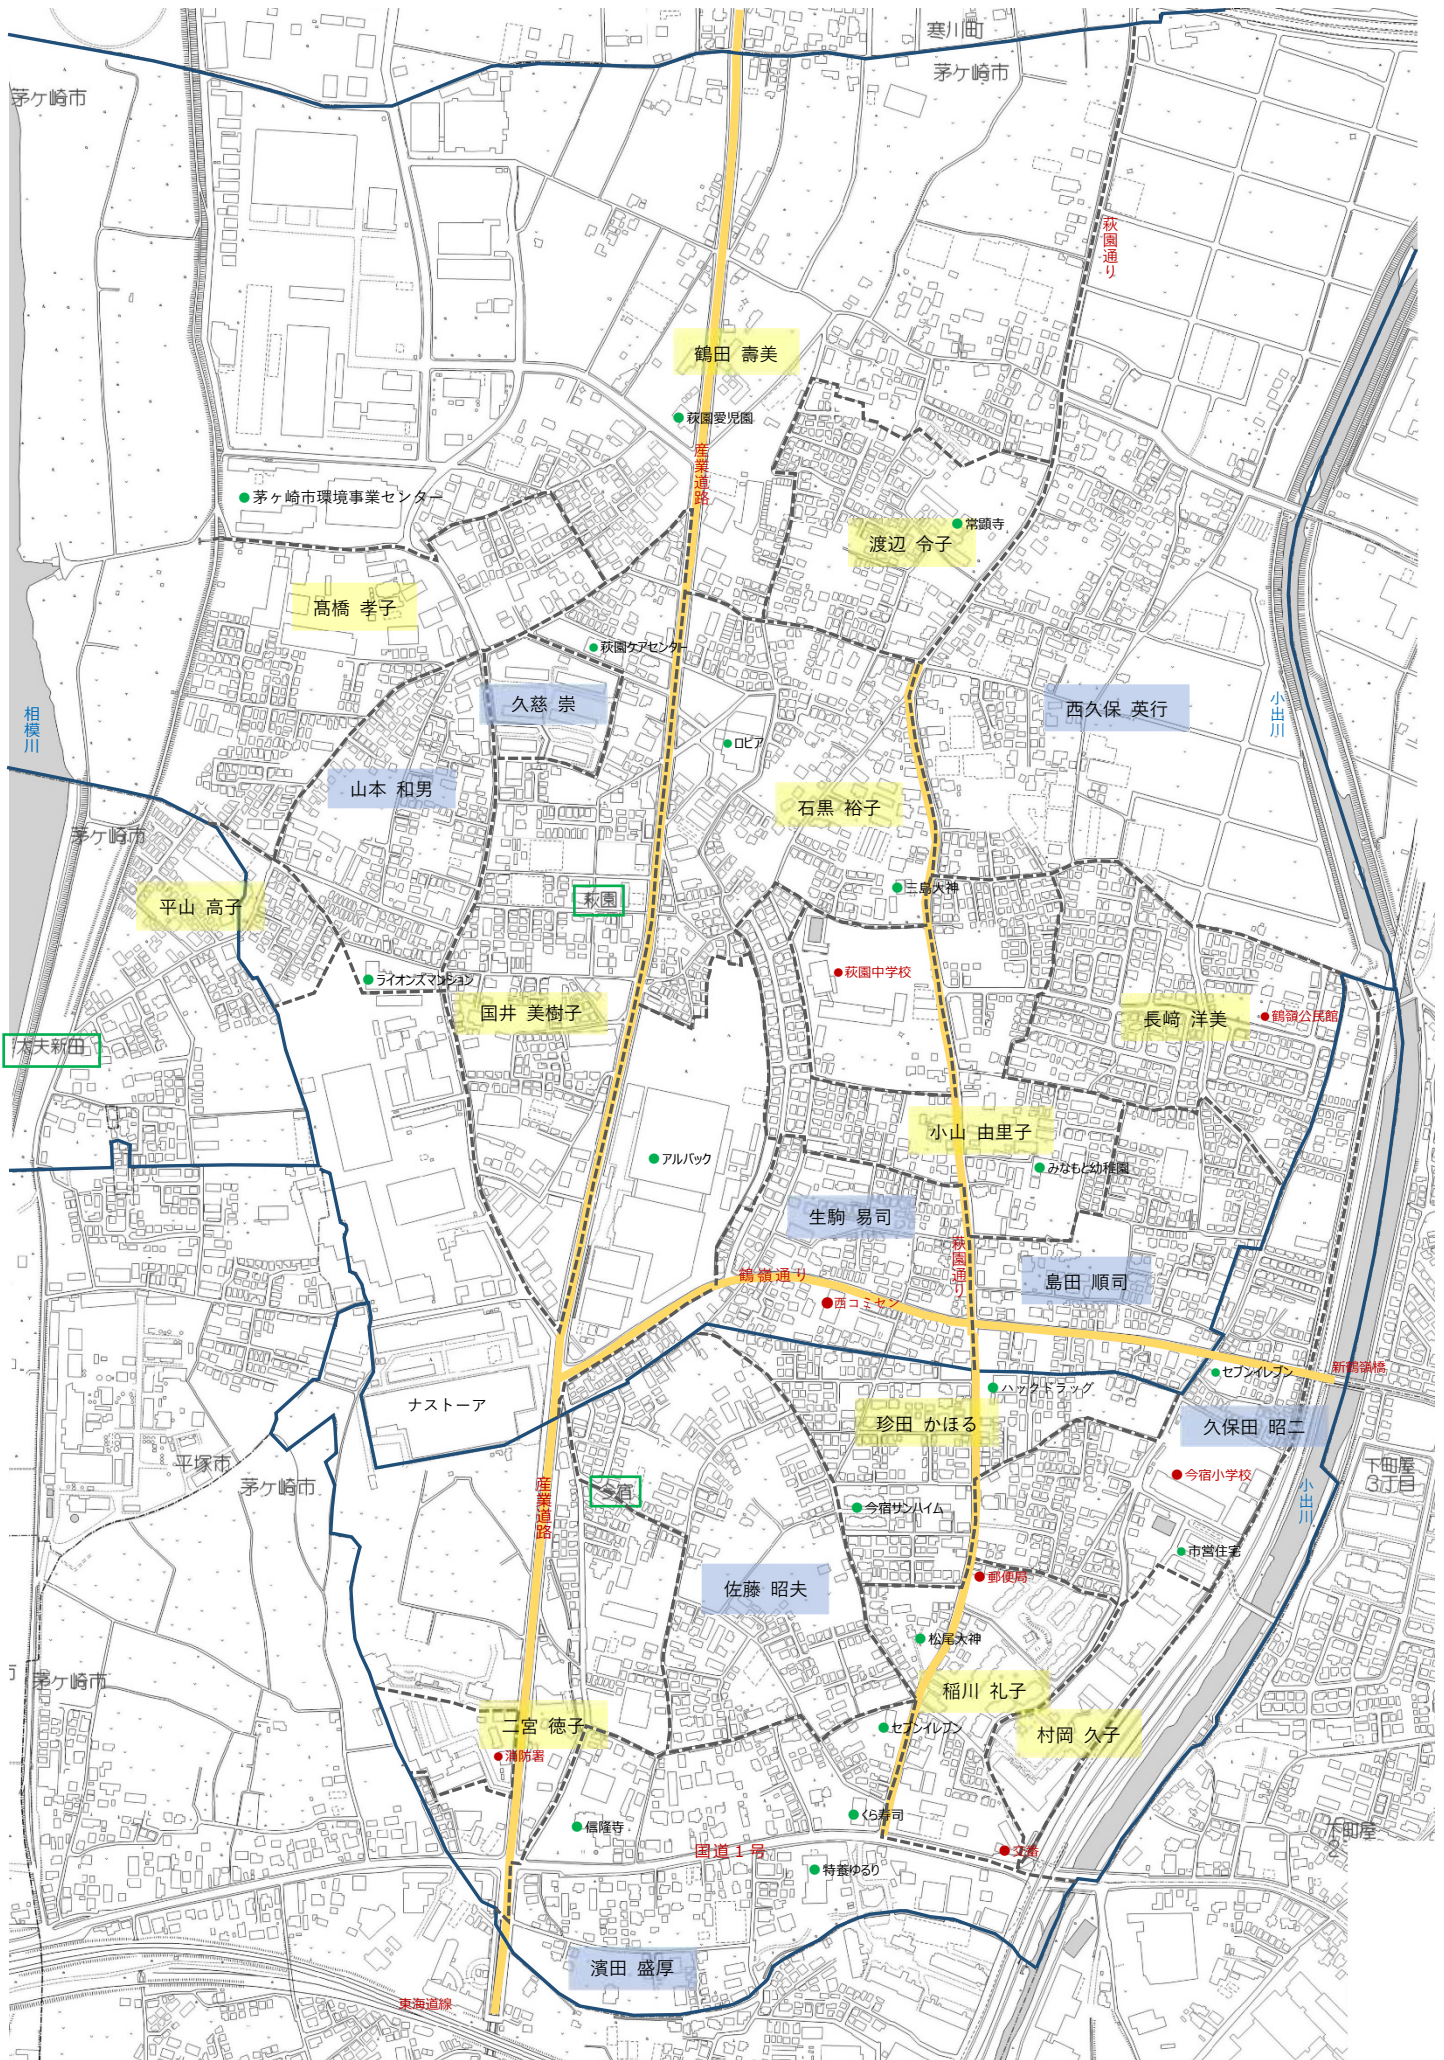 寒川町
茅ケ崎市
茅ケ崎市
萩園通り
鶴田 壽美
萩園愛児園
産業道路
茅ヶ崎市環境事業センター
常顕寺
渡辺 令子
髙橋 孝子
萩園ケアセンター
久慈 崇
西久保 英行
小出川
相模川
ロピア
山本 和男
石黒 裕子
茅ケ崎市
三島大神
平山 高子
萩園
萩園中学校
ライオンズマンション
国井 美樹子
長﨑 洋美
鶴嶺公民館
大夫新田
小山 由里子
アルバック
みなもと幼稚園
生駒 易司
萩園通り
鶴嶺通り
島田 順司
西コミセン
セブンイレブン
新鶴嶺橋
ハックドラッグ
ナストーア
珍田 かほる
久保田 昭二
平塚市
茅ケ崎市
今宿小学校
下町屋
3丁目
産業道路
今宿
今宿サンハイム
小出川
市営住宅
郵便局
佐藤 昭夫
松尾大神
茅ケ崎市
稲川 礼子
二宮 徳子
セブンイレブン
村岡 久子
消防署
くら寿司
信隆寺
国道1号
交番
下町屋
特養ゆるり
濱田 盛厚
東海道線